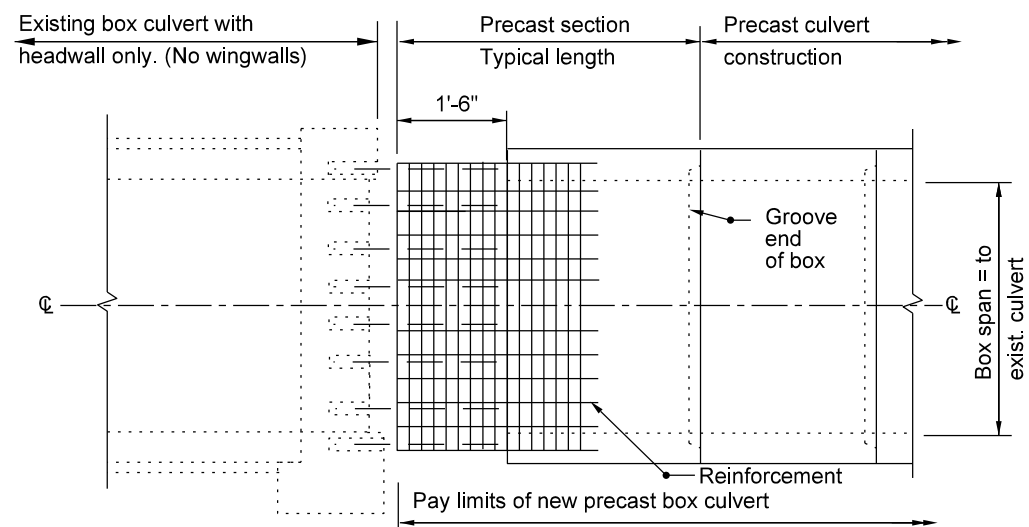 Existing box culvert with
headwall only. (No wingwalls)
Precast section
Typical length
Precast culvert
construction
1'-6"
Groove
end
of box
℄
℄
Box span = to
exist. culvert
Reinforcement
Pay limits of new precast box culvert